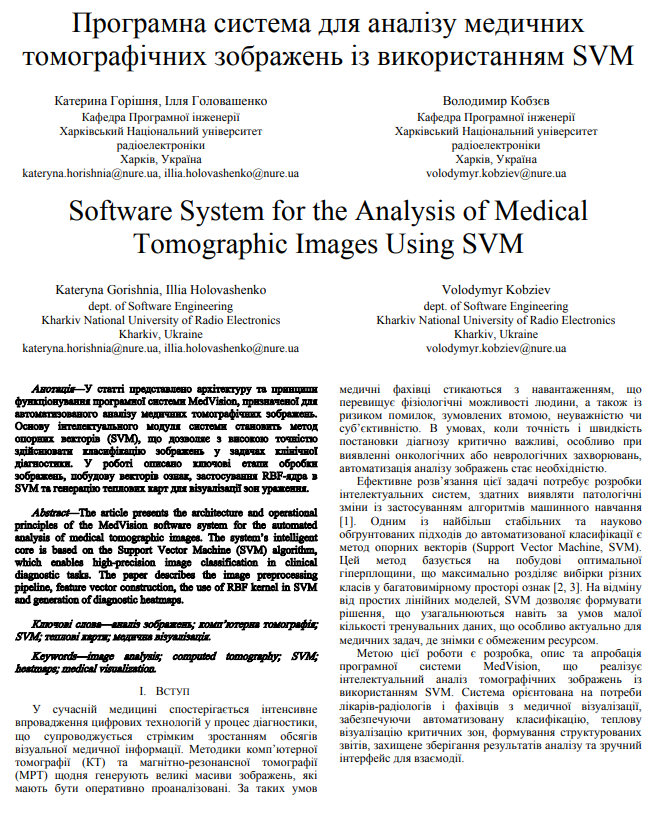 Програмна система для аналізу медичних
томографічних зображень із використанням SVM
Катерина Горішня, Ілля Головашенко
Кафедра Програмної інженерії
Харківський Національний університет
радіоелектроніки
Харків, Україна
kateryna.horishnia@nure.ua, illia.holovashenko@nure.ua
Володимир Кобзєв
Кафедра Програмної інженерії
Харківський Національний університет
радіоелектроніки
Харків, Україна
volodymyr.kobziev@nure.ua
Software System for the Analysis of Medical
Tomographic Images Using SVM
Kateryna Gorishnia, Illia Holovashenko
dept. of Software Engineering
Kharkiv National University of Radio Electronics
Kharkiv, Ukraine
kateryna.horishnia@nure.ua, illia.holovashenko@nure.ua
Volodymyr Kobziev
dept. of Software Engineering
Kharkiv National University of Radio Electronics
Kharkiv, Ukraine
volodymyr.kobziev@nure.ua
Анотація—У статті представлено архітектуру та принципи
функціонування програмної системи MedVision, призначеної для
автоматизованого аналізу медичних томографічних зображень.
Основу інтелектуального модуля системи становить метод
опорних векторів (SVM), що дозволяє з високою точністю
здійснювати класифікацію зображень у задачах клінічної
діагностики. У роботі описано ключові етапи обробки
зображень, побудову векторів ознак, застосування RBF-ядра в
SVM та генерацію теплових карт для візуалізації зон ураження.
Abstract—The article presents the architecture and operational
principles of the MedVision software system for the automated
analysis of medical tomographic images. The system's intelligent
core is based on the Support Vector Machine (SVM) algorithm,
which enables high-precision image classification in clinical
diagnostic tasks. The paper describes the image preprocessing
pipeline, feature vector construction, the use of RBF kernel in SVM
and generation of diagnostic heatmaps.
Ключові слова—аналіз зображень; комп'ютерна томографія;
SVM; теплові карти; медична візуалізація.
Keywords—image analysis; computed tomography; SVM;
heatmaps; medical visualization.
I. Вступ
У сучасній медицині спостерігається інтенсивне
впровадження цифрових технологій у процес діагностики,
що супроводжується стрімким зростанням обсягів
візуальної медичної інформації. Методики комп'ютерної
томографії (КТ) та магнітно-резонансної томографії
(МРТ) щодня генерують великі масиви зображень, які
мають бути оперативно проаналізовані. За таких умов
медичні фахівці стикаються з навантаженням, що
перевищує фізіологічні можливості людини, а також із
ризиком помилок, зумовлених втомою, неуважністю чи
суб'єктивністю. В умовах, коли точність і швидкість
постановки діагнозу критично важливі, особливо при
виявленні онкологічних або неврологічних захворювань,
автоматизація аналізу зображень стає необхідністю.
Ефективне розв'язання цієї задачі потребує розробки
інтелектуальних систем, здатних виявляти патологічні
зміни із застосуванням алгоритмів машинного навчання
[1]. Одним із найбільш стабільних та науково
обґрунтованих підходів до автоматизованої класифікації є
метод опорних векторів (Support Vector Machine, SVM).
Цей метод базується на побудові оптимальної
гіперплощини, що максимально розділяє вибірки різних
класів у багатовимірному просторі ознак [2, 3]. На відміну
від простих лінійних моделей, SVM дозволяє формувати
рішення, що узагальнюються навіть за умов малої
кількості тренувальних даних, що особливо актуально для
медичних задач, де знімки є обмеженим ресурсом.
Метою цієї роботи є розробка, опис та апробація
програмної системи MedVision, що реалізує
інтелектуальний аналіз томографічних зображень із
використанням SVM. Система орієнтована на потреби
лікарів-радіологів і фахівців з медичної візуалізації,
забезпечуючи автоматизовану класифікацію, теплову
візуалізацію критичних зон, формування структурованих
звітів, захищене зберігання результатів аналізу та зручний
інтерфейс для взаємодії.